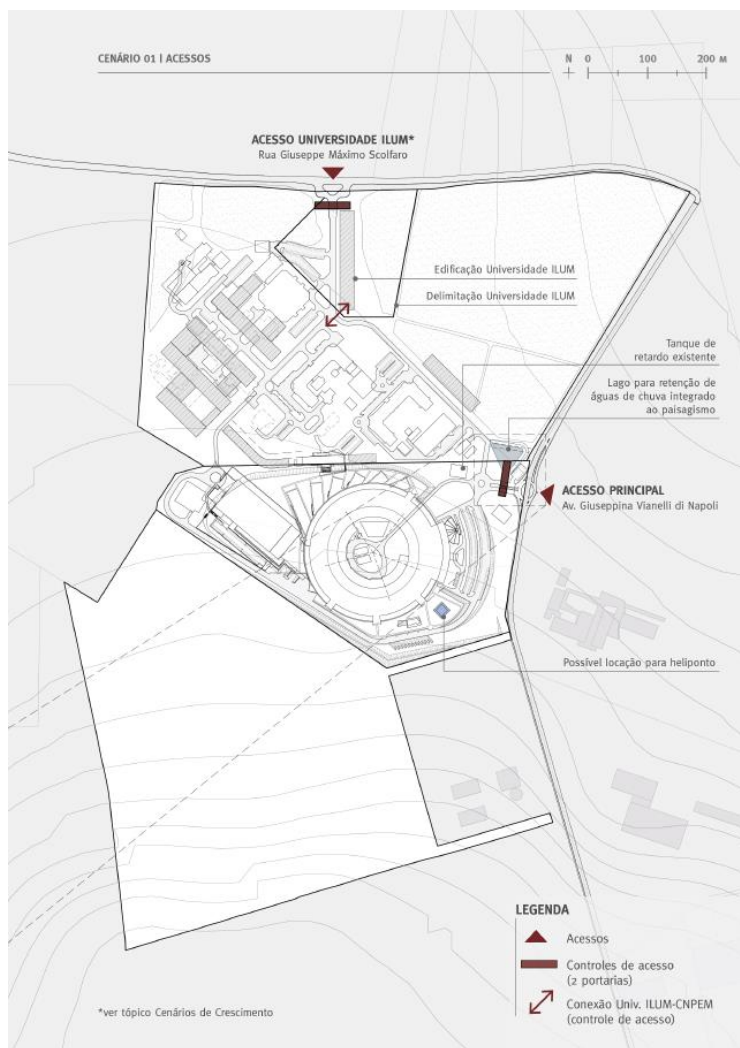 CENÁRIO 01 | ACESSOS
N 0 100 200 M
ACESSO UNIVERSIDADE ILUM*
Rua Giuseppe Máximo Scolfaro
Edificação Universidade ILUM
Delimitação Universidade ILUM
Tanque de
retardo existente
Lago para retenção de
águas de chuva integrado
ao paisagismo
ACESSO PRINCIPAL
Av. Giuseppina Vianelli di Napoli
Possível locação para heliponto
LEGENDA
Acessos
Controles de acesso
(2 portarias)
Conexão Univ. ILUM-CNPEM
(controle de acesso)
*ver tópico Cenários de Crescimento